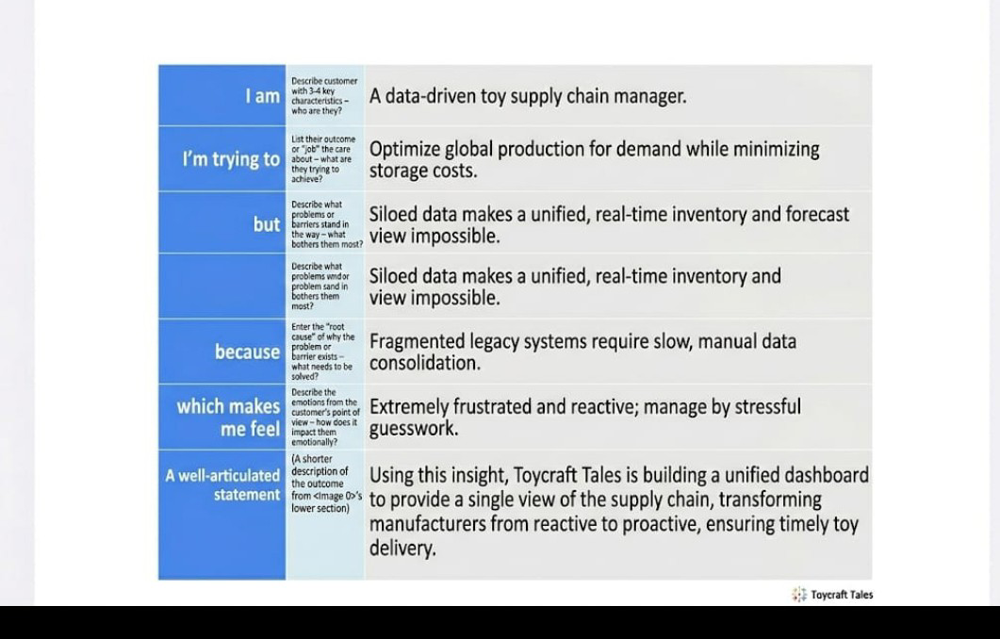 I am
Describe customer
with 3-4 key
characteristics –
who are they?
A data-driven toy supply chain manager.
I'm trying to
List their outcome
or "job" the care
about – what are
they trying to
achieve?
Optimize global production for demand while minimizing
storage costs.
but
Describe what
problems or
barriers stand in
the way – what
bothers them most?
Siloed data makes a unified, real-time inventory and forecast
view impossible.
Describe what
problems wndor
problem sand in
bothers them
most?
Siloed data makes a unified, real-time inventory and
view impossible.
because
Enter the "root
cause" of why the
problem or
barrier exists –
what needs to be
solved?
Fragmented legacy systems require slow, manual data
consolidation.
which makes
me feel
Describe the
emotions from the
customer's point of
view – how does it
impact them
emotionally?
Extremely frustrated and reactive; manage by stressful
guesswork.
A well-articulated
statement
(A shorter
description of
the outcome
from <Image 0>'s
lower section)
Using this insight, Toycraft Tales is building a unified dashboard
to provide a single view of the supply chain, transforming
manufacturers from reactive to proactive, ensuring timely toy
delivery.
Toycraft Tales